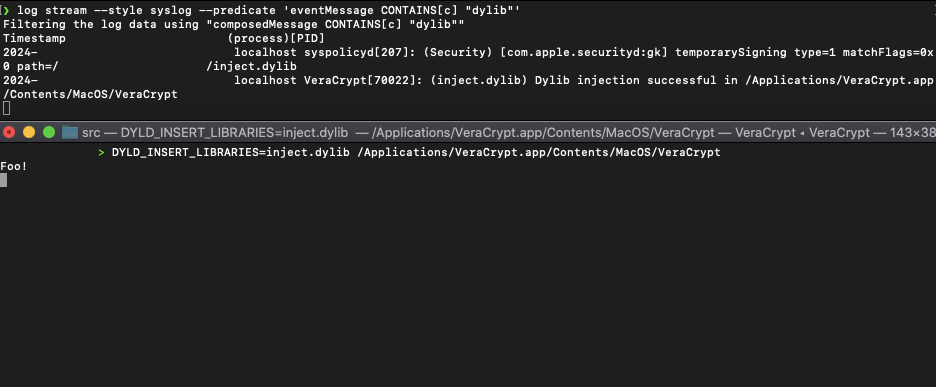 ❯ log stream --style syslog --predicate 'eventMessage CONTAINS[c] "dylib"'
Filtering the log data using "composedMessage CONTAINS[c] "dylib""
Timestamp (process)[PID]
2024- localhost syspolicyd[207]: (Security) [com.apple.securityd:gk] temporarySigning type=1 matchFlags=0x
0 path=/ /inject.dylib
2024- localhost VeraCrypt[70022]: (inject.dylib) Dylib injection successful in /Applications/VeraCrypt.app
/Contents/MacOS/VeraCrypt
src — DYLD_INSERT_LIBRARIES=inject.dylib — /Applications/VeraCrypt.app/Contents/MacOS/VeraCrypt — VeraCrypt ◂ VeraCrypt — 143×38
> DYLD_INSERT_LIBRARIES=inject.dylib /Applications/VeraCrypt.app/Contents/MacOS/VeraCrypt
Foo!